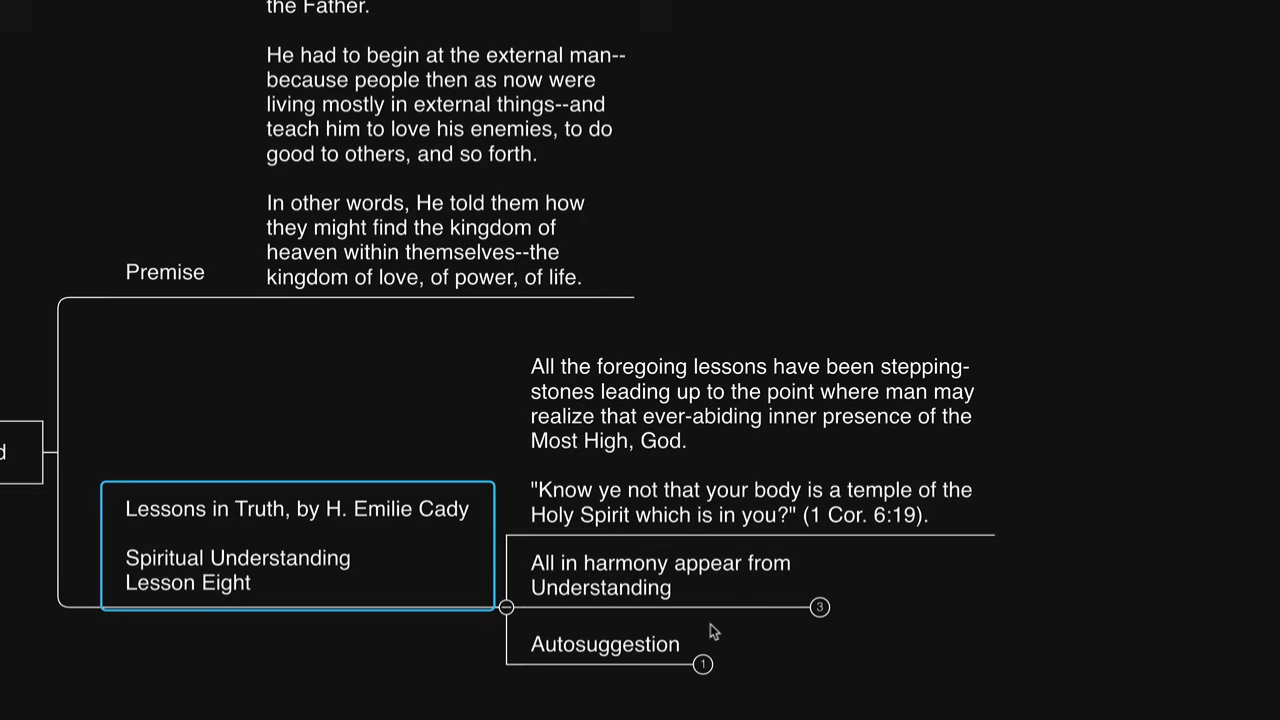 the Father.
He had to begin at the external man--
because people then as now were
living mostly in external things--and
teach him to love his enemies, to do
good to others, and so forth.
In other words, He told them how
they might find the kingdom of
heaven within themselves--the
kingdom of love, of power, of life.
Premise
d
All the foregoing lessons have been stepping-
stones leading up to the point where man may
realize that ever-abiding inner presence of the
Most High, God.
"Know ye not that your body is a temple of the
Holy Spirit which is in you?" (1 Cor. 6:19).
Lessons in Truth, by H. Emilie Cady
Spiritual Understanding
Lesson Eight
All in harmony appear from
Understanding
3
Autosuggestion
1